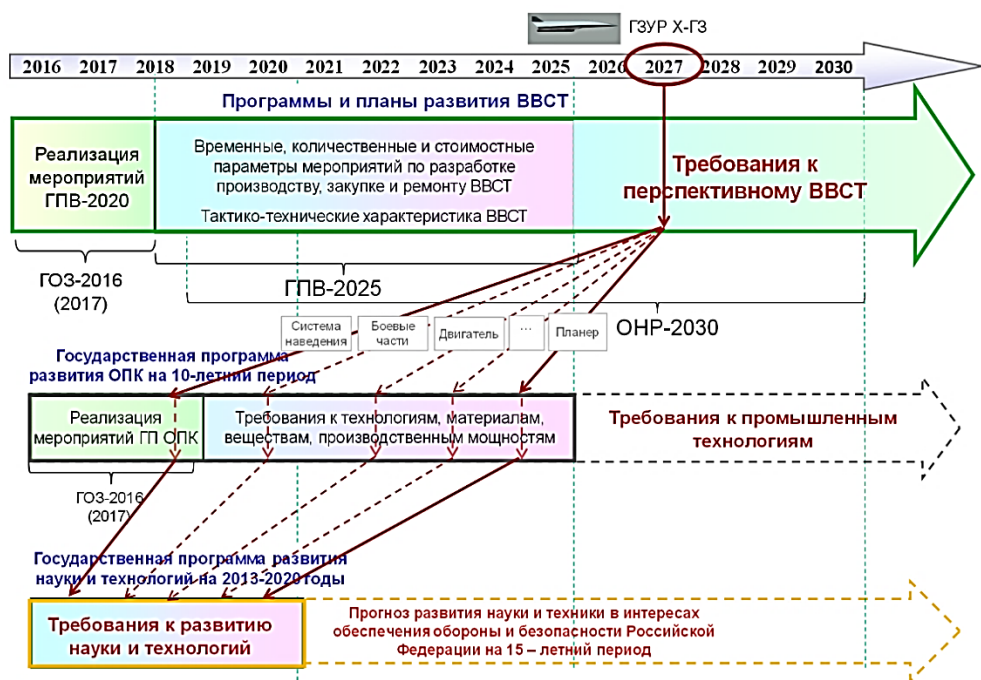 ГЗУР Х-ГЗ
2016 2017 2018 2019 2020 2021 2022 2023 2024 2025 2026 2027 2028 2029 2030
Программы и планы развития ВВСТ
Реализация
мероприятий
ГПВ-2020
Временные, количественные и стоимостные
параметры мероприятий по разработке
производству, закупке и ремонту ВВСТ
Тактико-технические характеристика ВВСТ
Требования к
перспективному ВВСТ
ГОЗ-2016
(2017)
ГПВ-2025
ОНР-2030
Система
наведения
Боевые
части
Двигатель
...
Планер
Государственная программа
развития ОПК на 10-летний период
Реализация
мероприятий ГП ОПК
Требования к технологиям, материалам,
веществам, производственным мощностям
Требования к промышленным
технологиям
ГОЗ-2016
(2017)
Государственная программа развития
науки и технологий на 2013-2020 годы
Требования к развитию
науки и технологий
Прогноз развития науки и техники в интересах
обеспечения обороны и безопасности Российской
Федерации на 15 – летний период